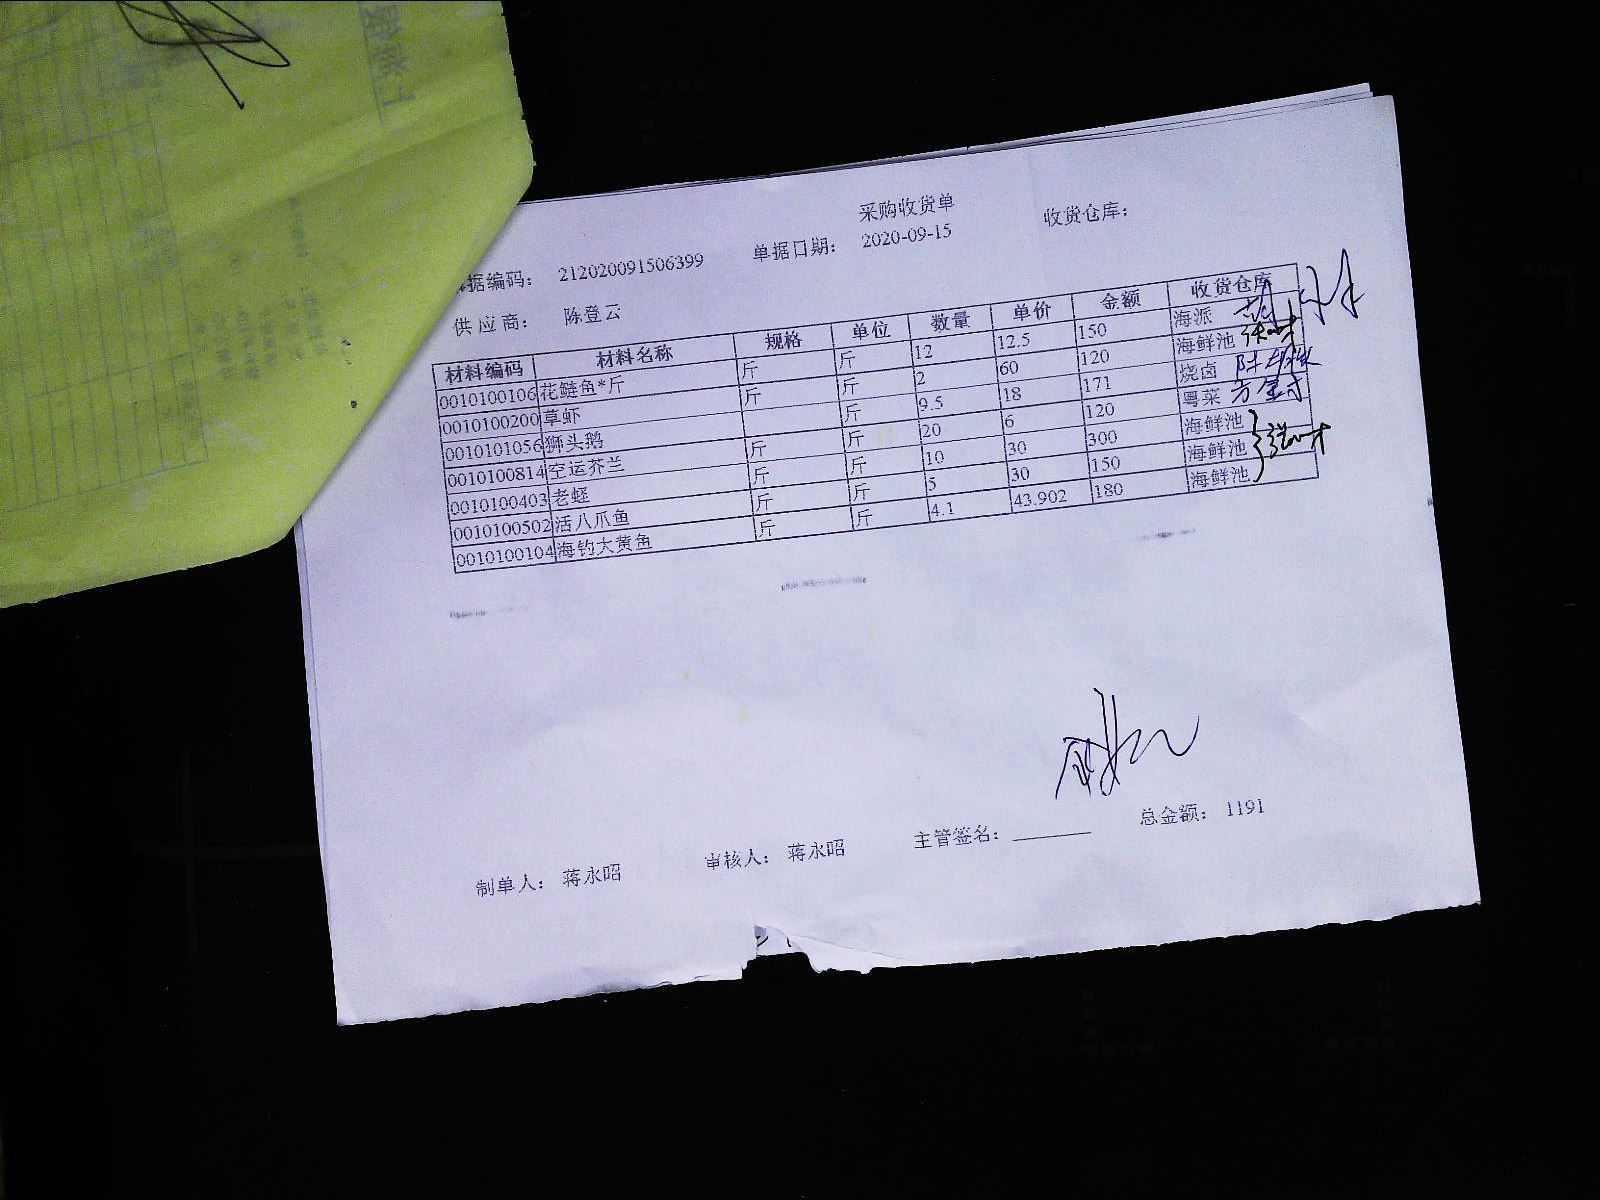 采购收货单
据编码： 212020091506399 单据日期： 2020-09-15 收货仓库：
供应商： 陈登云
材料编码 材料名称 规格 单位 数量 单价 金额 收货仓库
0010100106 花鲢鱼*斤 斤 斤 12 12.5 150 海派
0010100200 草虾 斤 斤 2 60 120 海鲜池
0010101056 狮头鹅 斤 9.5 18 171 烧卤
0010100814 空运芥兰 斤 斤 20 6 120 粤菜
0010100403 老蛏 斤 斤 10 30 300 海鲜池
0010100502 活八爪鱼 斤 斤 5 30 150 海鲜池
0010100104 海钓大黄鱼 斤 斤 4.1 43.902 180 海鲜池
制单人： 蒋永昭 审核人： 蒋永昭 主管签名： 总金额： 1191